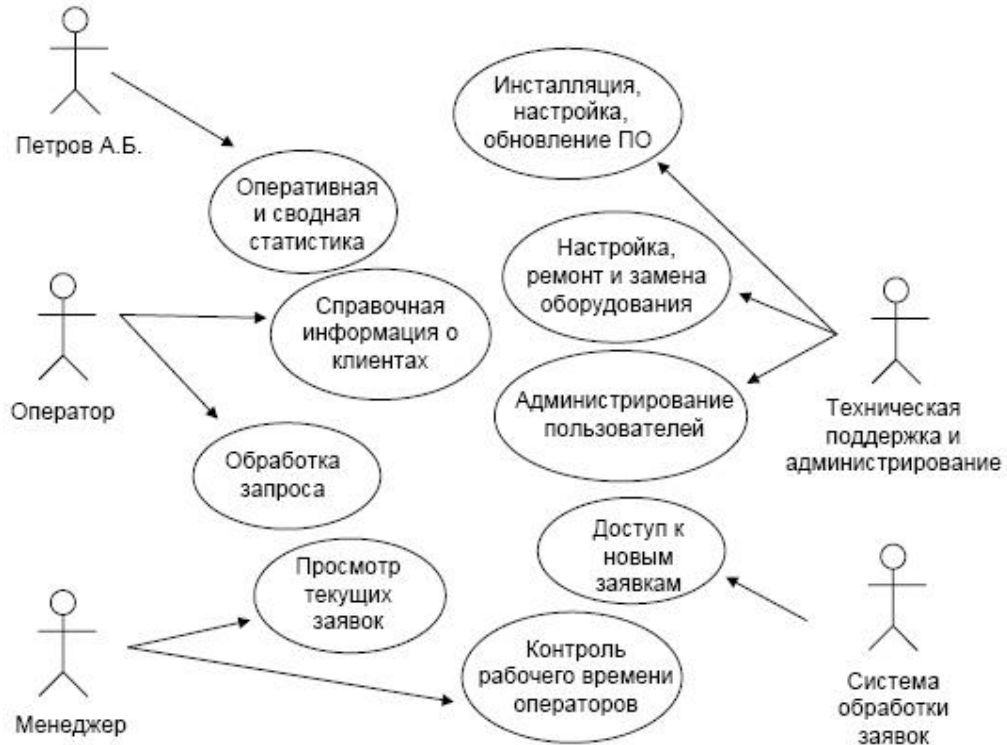 Петров А.Б.
Инсталляция,
настройка,
обновление ПО
Оперативная
и сводная
статистика
Настройка,
ремонт и замена
оборудования
Справочная
информация о
клиентах
Оператор
Администрирование
пользователей
Техническая
поддержка и
администрирование
Обработка
запроса
Доступ к
новым
заявкам
Просмотр
текущих
заявок
Контроль
рабочего времени
операторов
Менеджер
Система
обработки
заявок